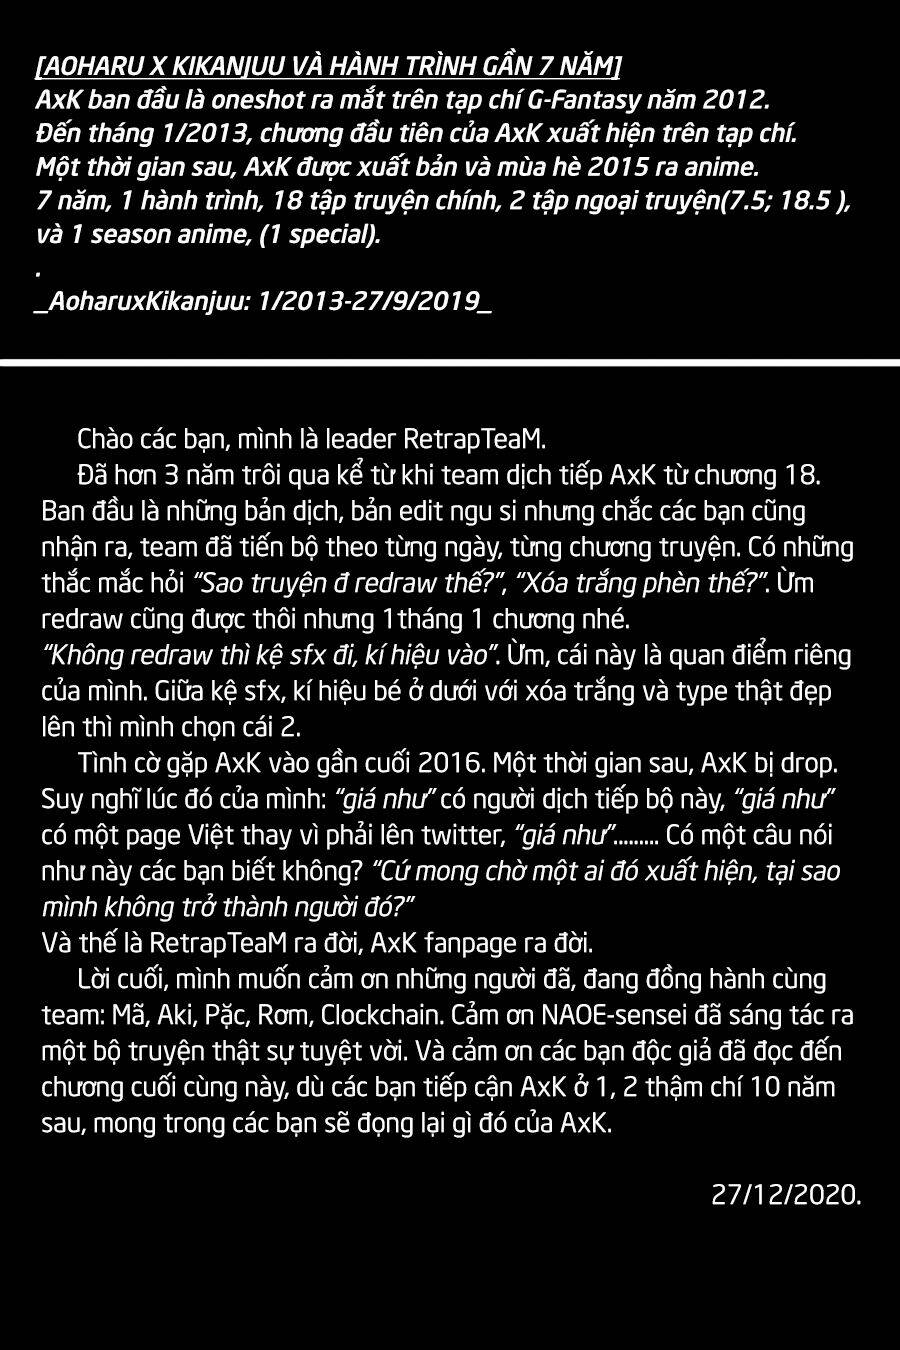 [AOHARU X KIKANJUU VÀ HÀNH TRÌNH GẦN 7 NĂM]
AxK ban đầu là oneshot ra mắt trên tạp chí G-Fantasy năm 2012.
Đến tháng 1/2013, chương đầu tiên của AxK xuất hiện trên tạp chí.
Một thời gian sau, AxK được xuất bản và mùa hè 2015 ra anime.
7 năm, 1 hành trình, 18 tập truyện chính, 2 tập ngoại truyện(7.5; 18.5 ),
và 1 season anime, (1 special).
.
_AoharuxKikanjuu: 1/2013-27/9/2019_
Chào các bạn, mình là leader RetrapTeaM.
Đã hơn 3 năm trôi qua kể từ khi team dịch tiếp AxK từ chương 18.
Ban đầu là những bản dịch, bản edit ngu si nhưng chắc các bạn cũng
nhận ra, team đã tiến bộ theo từng ngày, từng chương truyện. Có những
thắc mắc hỏi “Sao truyện đ redraw thế?”, “Xóa trắng phèn thế?”. Ừm
redraw cũng được thôi nhưng 1tháng 1 chương nhé.
“Không redraw thì kệ sfx đi, kí hiệu vào”. Ừm, cái này là quan điểm riêng
của mình. Giữa kệ sfx, kí hiệu bé ở dưới với xóa trắng và type thật đẹp
lên thì mình chọn cái 2.
Tình cờ gặp AxK vào gần cuối 2016. Một thời gian sau, AxK bị drop.
Suy nghĩ lúc đó của mình: “giá như” có người dịch tiếp bộ này, “giá như”
có một page Việt thay vì phải lên twitter, “giá như”......... Có một câu nói
như này các bạn biết không? “Cứ mong chờ một ai đó xuất hiện, tại sao
mình không trở thành người đó?”
Và thế là RetrapTeaM ra đời, AxK fanpage ra đời.
Lời cuối, mình muốn cảm ơn những người đã, đang đồng hành cùng
team: Mã, Aki, Pặc, Rơm, Clockchain. Cảm ơn NAOE-sensei đã sáng tác ra
một bộ truyện thật sự tuyệt vời. Và cảm ơn các bạn độc giả đã đọc đến
chương cuối cùng này, dù các bạn tiếp cận AxK ở 1, 2 thậm chí 10 năm
sau, mong trong các bạn sẽ đọng lại gì đó của AxK.
27/12/2020.